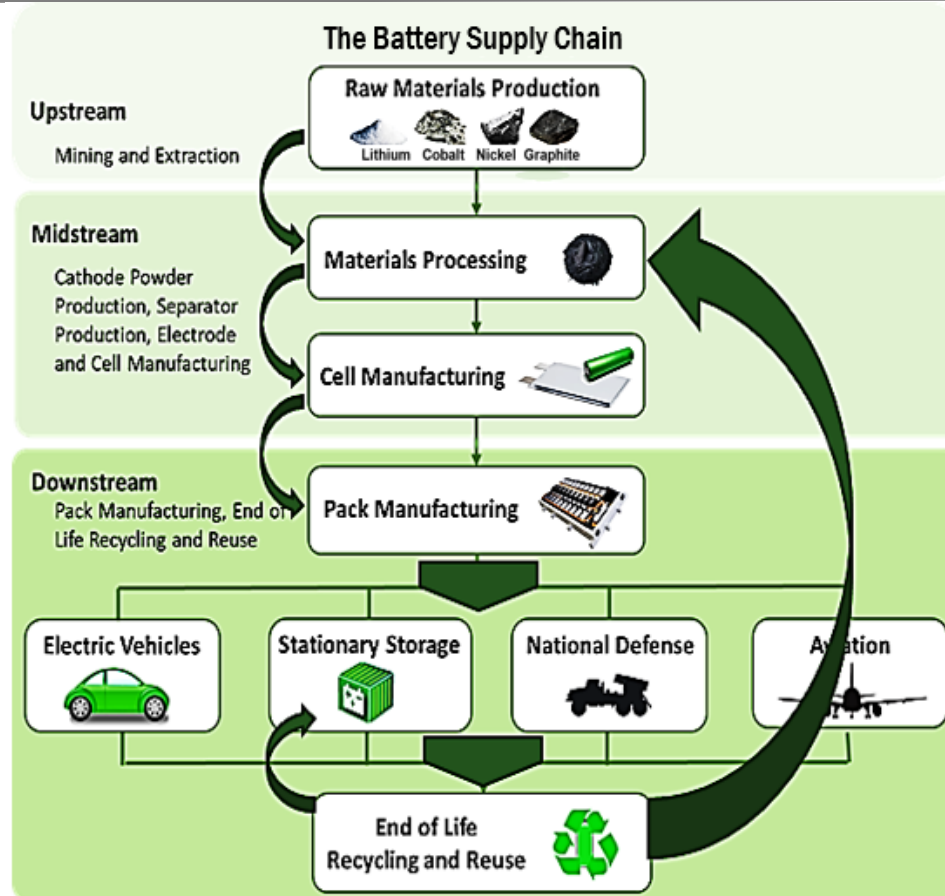 The Battery Supply Chain
Raw Materials Production
Lithium Cobalt Nickel Graphite
Upstream
Mining and Extraction
Midstream
Cathode Powder
Production, Separator
Production, Electrode
and Cell Manufacturing
Materials Processing
Cell Manufacturing
Downstream
Pack Manufacturing, End of
Life Recycling and Reuse
Pack Manufacturing
Electric Vehicles
Stationary Storage
National Defense
Aviation
End of Life
Recycling and Reuse